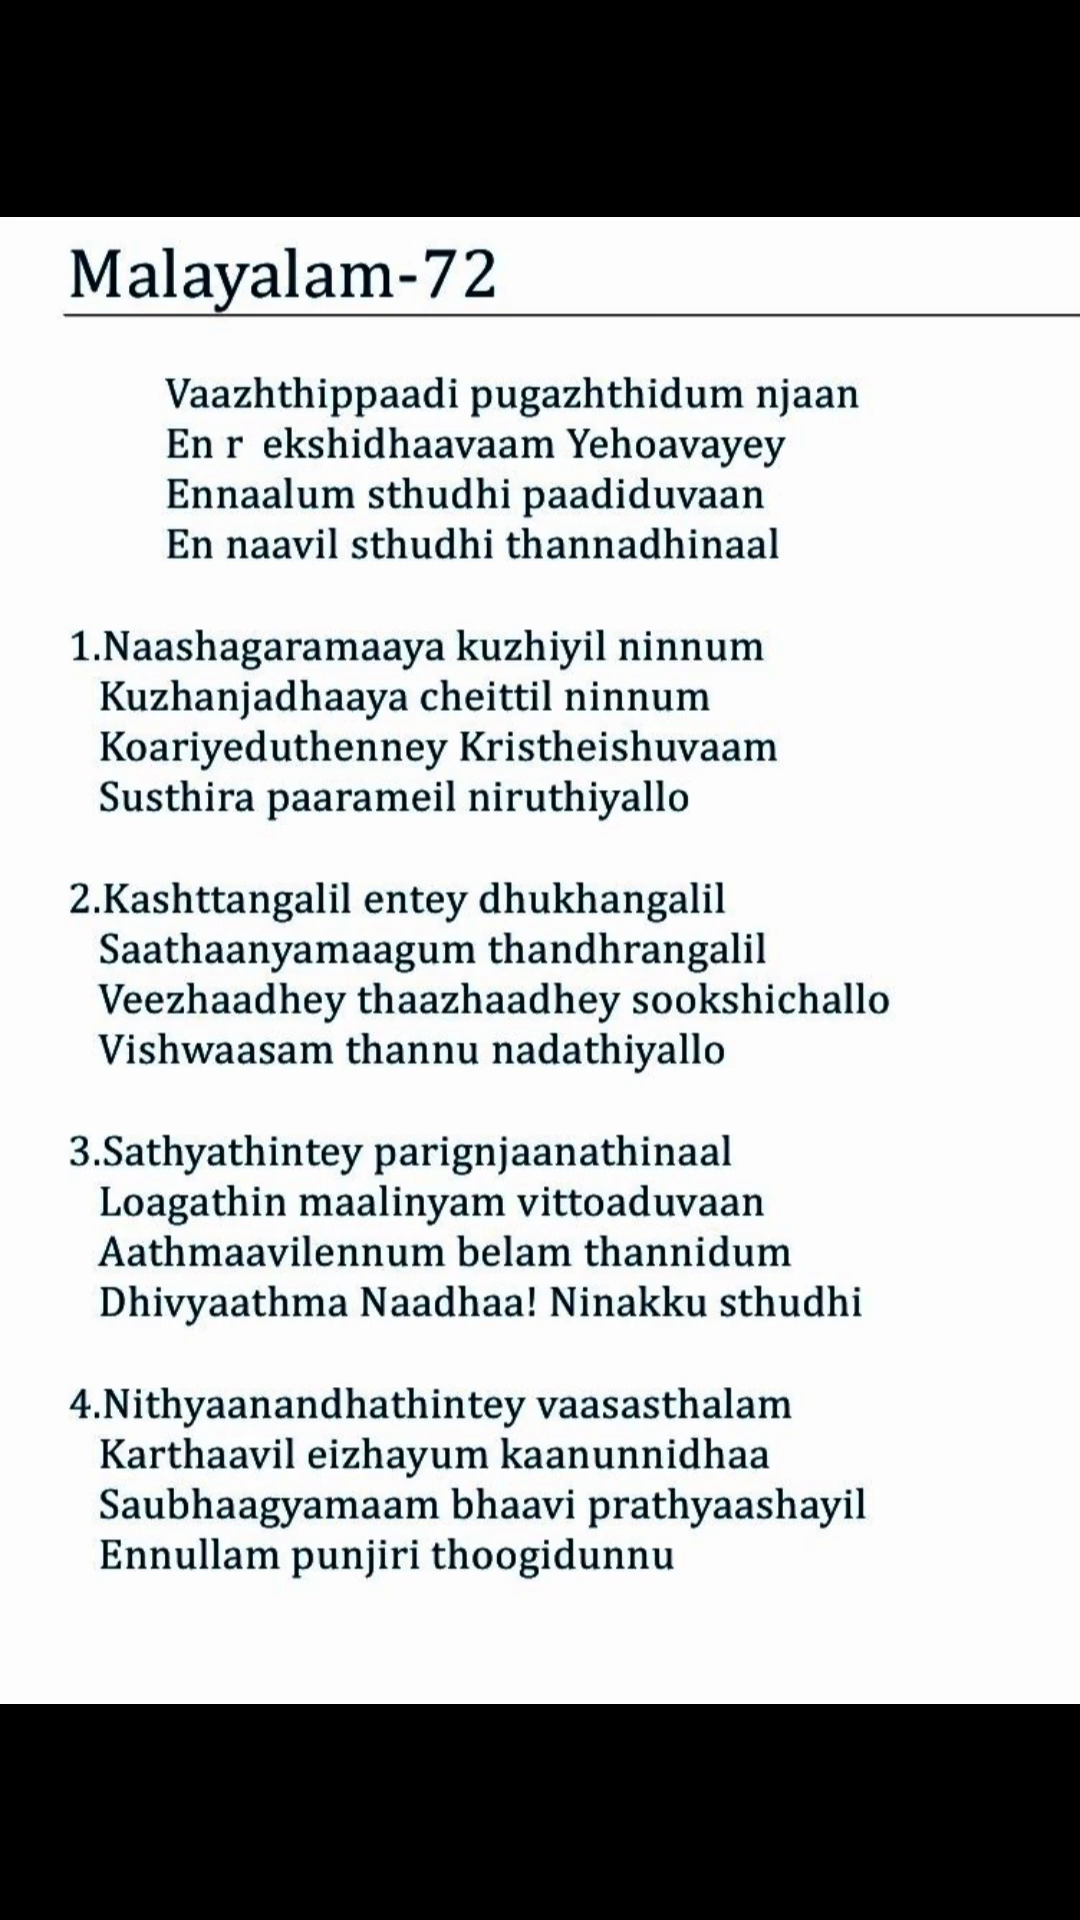 Malayalam-72
Vaazhthippaadi pugazhthidum njaan
En r ekshidhaavaam Yehoavayey
Ennaalum sthudhi paadiduvaan
En naavil sthudhi thannadhinaal
1.Naashagaramaaya kuzhiyil ninnum
Kuzhanjadhaaya cheittil ninnum
Koariyeduthenney Kristheishuvaam
Susthira paarameil niruthiyallo
2.Kashttangalil entey dhukhangalil
Saathaanyamaagum thandhrangalil
Veezhaadhey thaazhaadhey sookshichallo
Vishwaasam thannu nadathiyallo
3.Sathyathintey parignjaanathinaal
Loagathin maalinyam vittoaduvaan
Aathmaavilennum belam thannidum
Dhivyaathma Naadhaa! Ninakku sthudhi
4.Nithyaanandhathintey vaasasthalam
Karthaavil eizhayum kaanunnidhaa
Saubhaagyamaam bhaavi prathyaashayil
Ennullam punjiri thoogidunnu